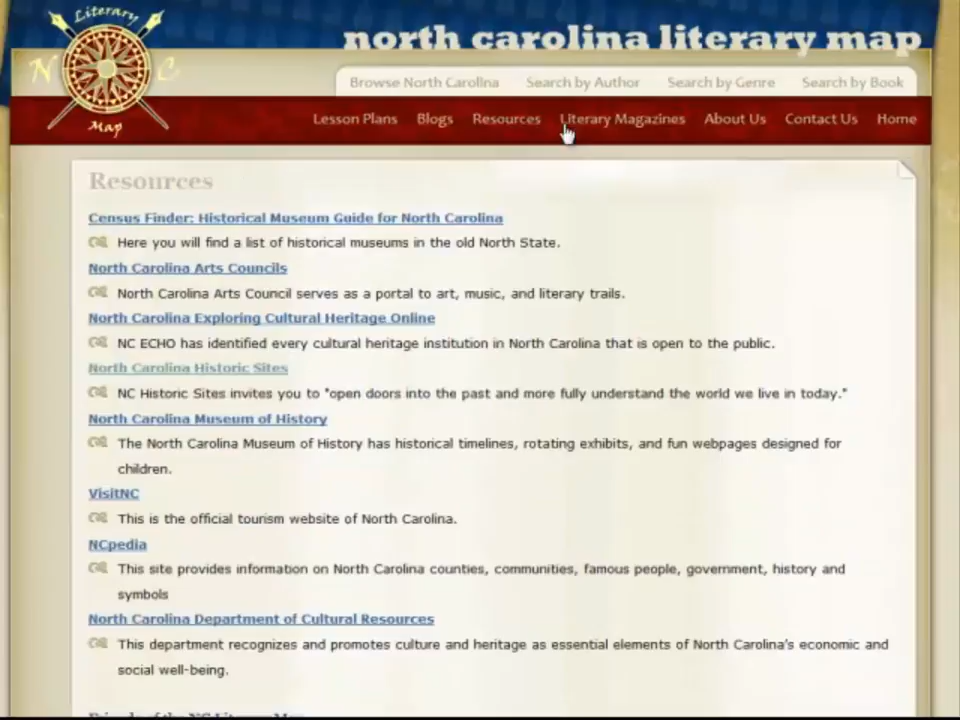 Literary
N C
Map
north carolina literary map
Browse North Carolina Search by Author Search by Genre Search by Book
Lesson Plans Blogs Resources Literary Magazines About Us Contact Us Home
Resources
Census Finder: Historical Museum Guide for North Carolina
Here you will find a list of historical museums in the old North State.
North Carolina Arts Councils
North Carolina Arts Council serves as a portal to art, music, and literary trails.
North Carolina Exploring Cultural Heritage Online
NC ECHO has identified every cultural heritage institution in North Carolina that is open to the public.
North Carolina Historic Sites
NC Historic Sites invites you to "open doors into the past and more fully understand the world we live in today."
North Carolina Museum of History
The North Carolina Museum of History has historical timelines, rotating exhibits, and fun webpages designed for
children.
VisitNC
This is the official tourism website of North Carolina.
NCpedia
This site provides information on North Carolina counties, communities, famous people, government, history and
symbols
North Carolina Department of Cultural Resources
This department recognizes and promotes culture and heritage as essential elements of North Carolina's economic and
social well-being.
Friends of the NC Literary Map